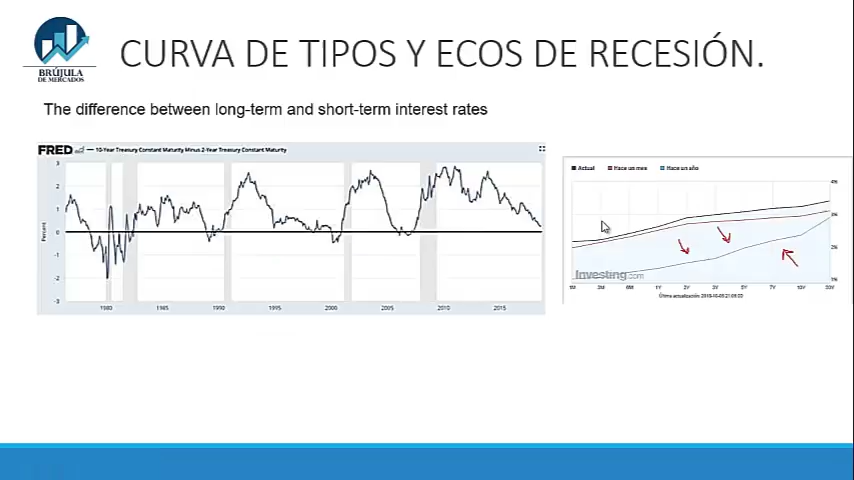 BRÚJULA
DE MERCADOS
CURVA DE TIPOS Y ECOS DE RECESIÓN.
The difference between long-term and short-term interest rates
FRED — 10-Year Treasury Constant Maturity Minus 2-Year Treasury Constant Maturity
Percent
3
2
1
0
-1
-2
-3
1980 1985 1990 1995 2000 2005 2010 2015
Actual Hace un mes Hace un año
4%
3%
2%
1%
Investing.com
1M 3M 6M 1Y 2Y 3Y 5Y 7Y 10Y 30Y
Última actualización